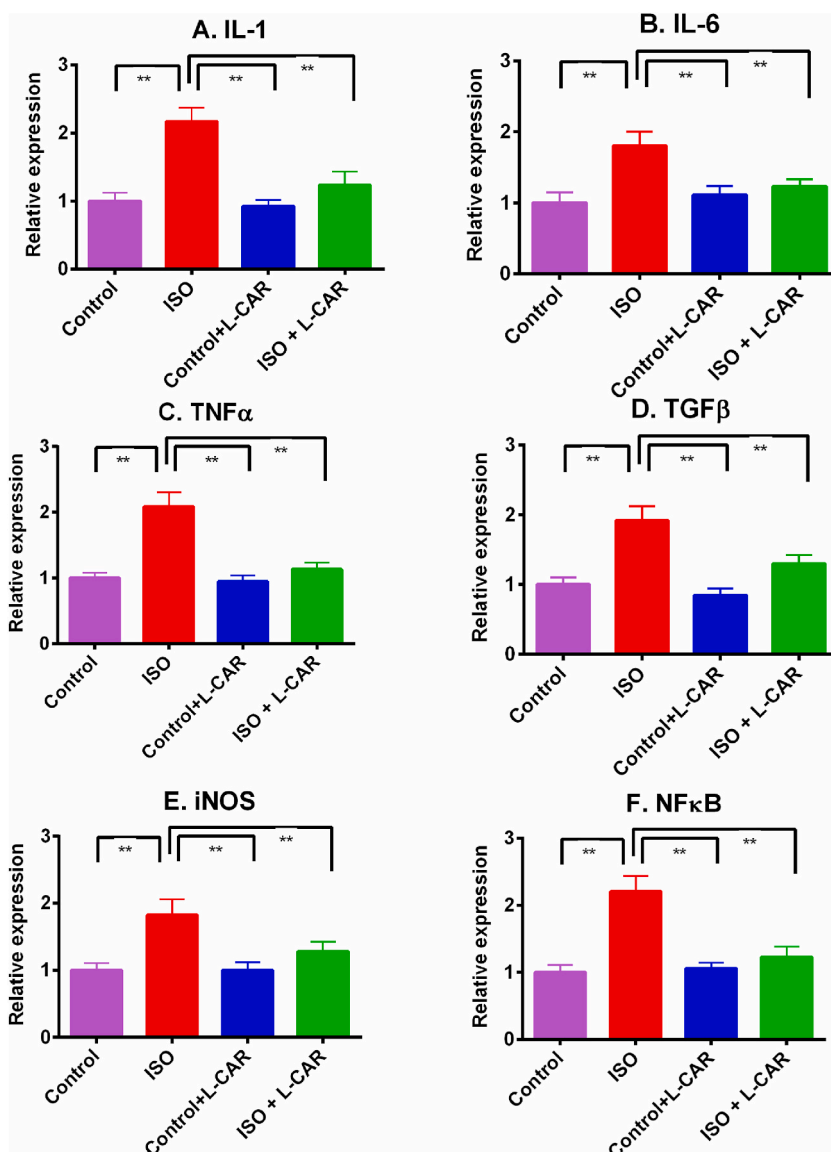 A. IL-1
Relative expression
3
2
1
0
**
**
**
Control
ISO
Control+L-CAR
ISO + L-CAR
B. IL-6
Relative expression
3
2
1
0
**
**
**
Control
ISO
Control+L-CAR
ISO + L-CAR
C. TNFα
Relative expression
3
2
1
0
**
**
**
Control
ISO
Control+L-CAR
ISO + L-CAR
D. TGFβ
Relative expression
3
2
1
0
**
**
**
Control
ISO
Control+L-CAR
ISO + L-CAR
E. iNOS
Relative expression
3
2
1
0
**
**
**
Control
ISO
Control+L-CAR
ISO + L-CAR
F. NFκB
Relative expression
3
2
1
0
**
**
**
Control
ISO
Control+L-CAR
ISO + L-CAR